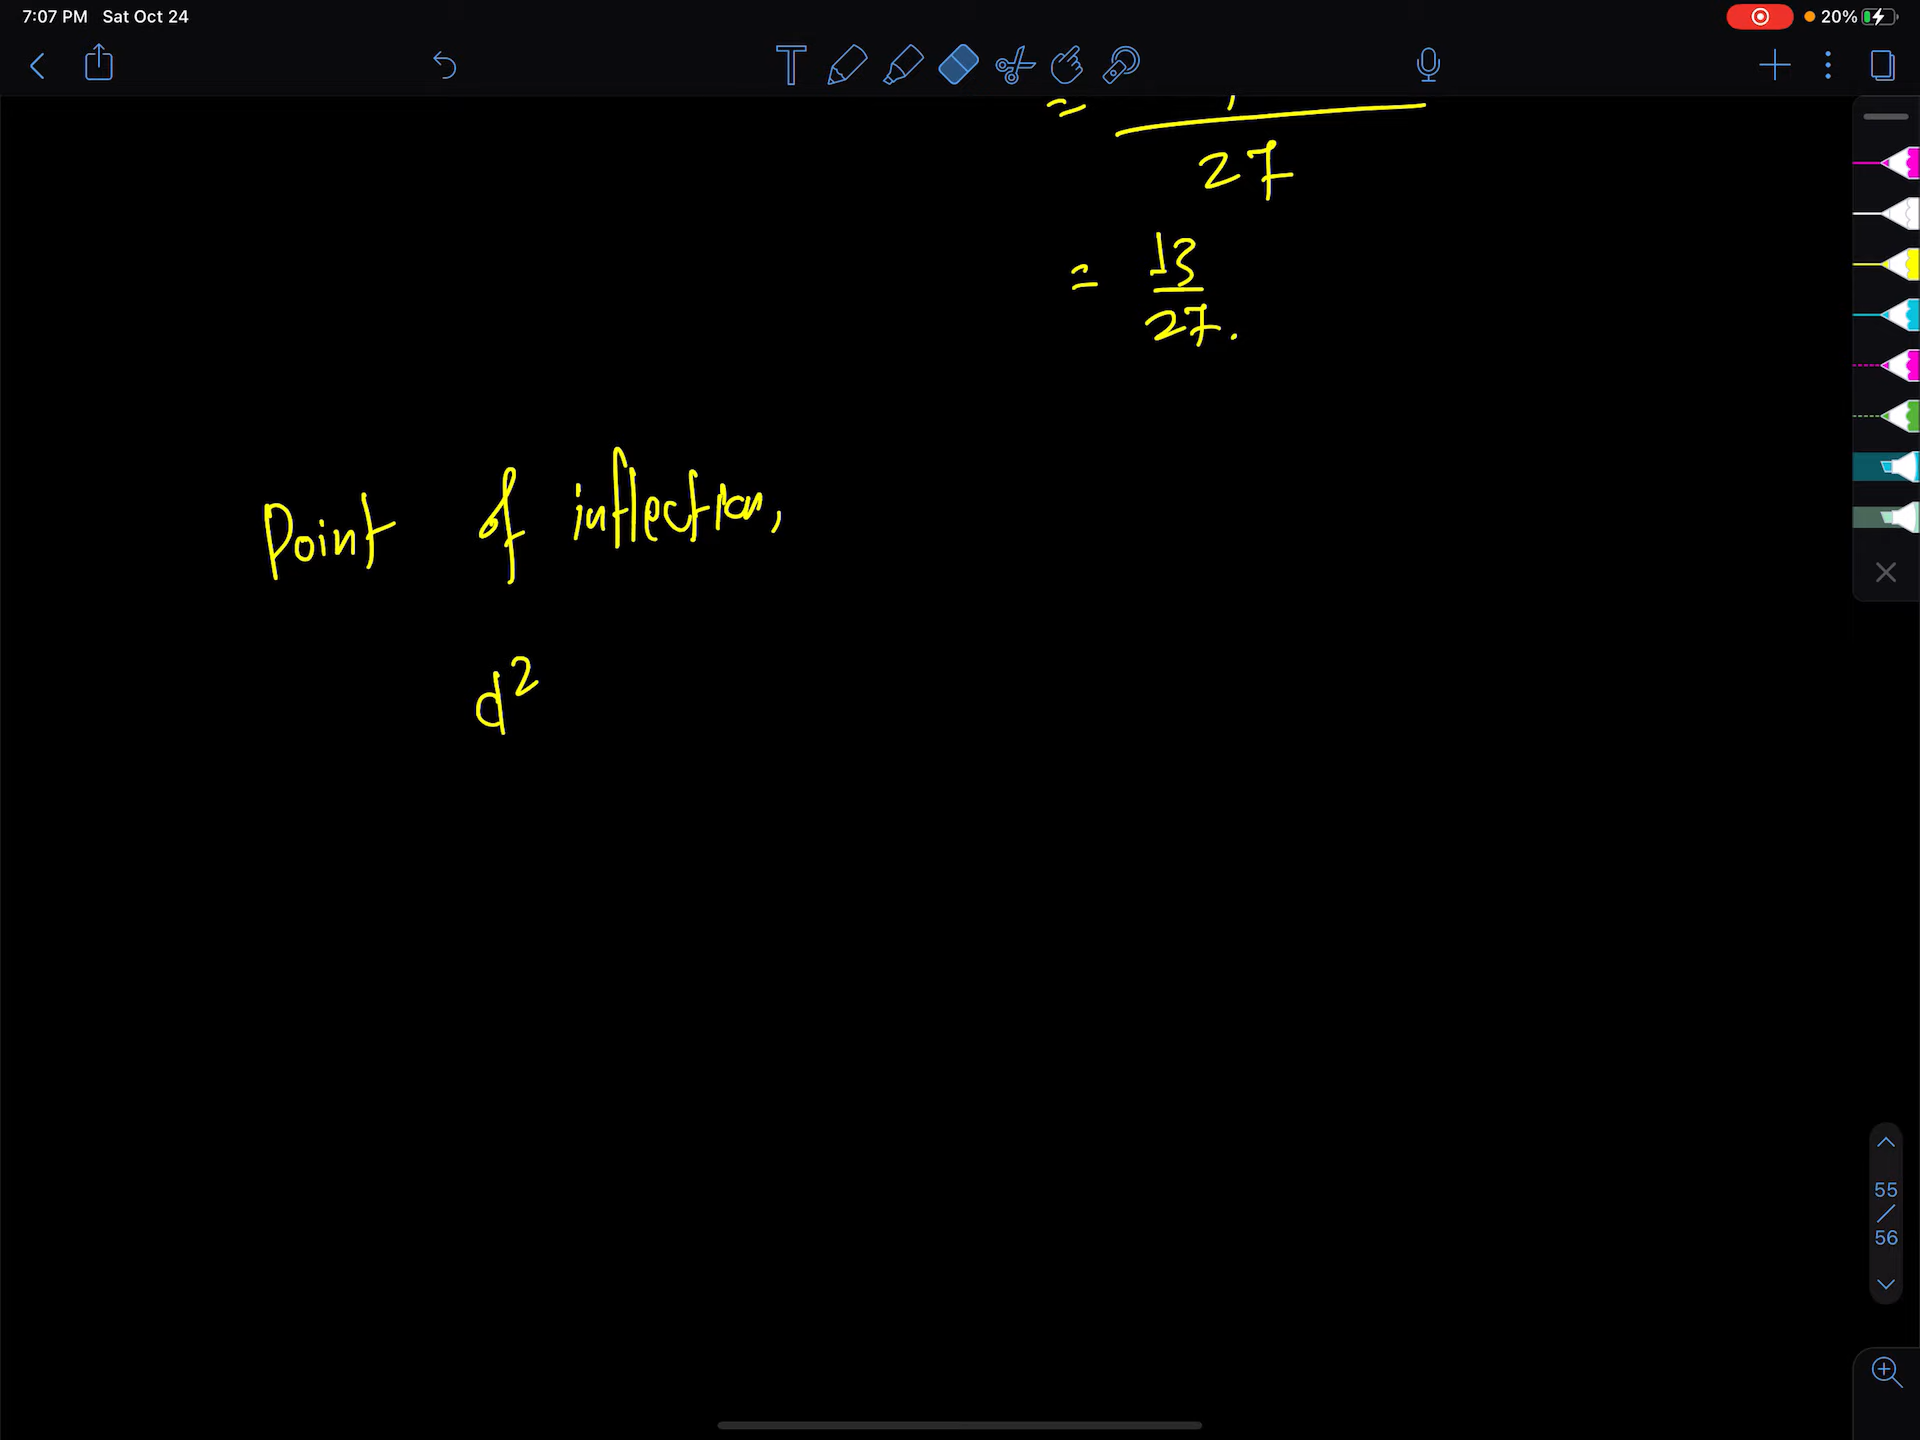 7:07 PM Sat Oct 24
20%
=
27
= 13
27.
Point of inflection,
d²
55
/
56